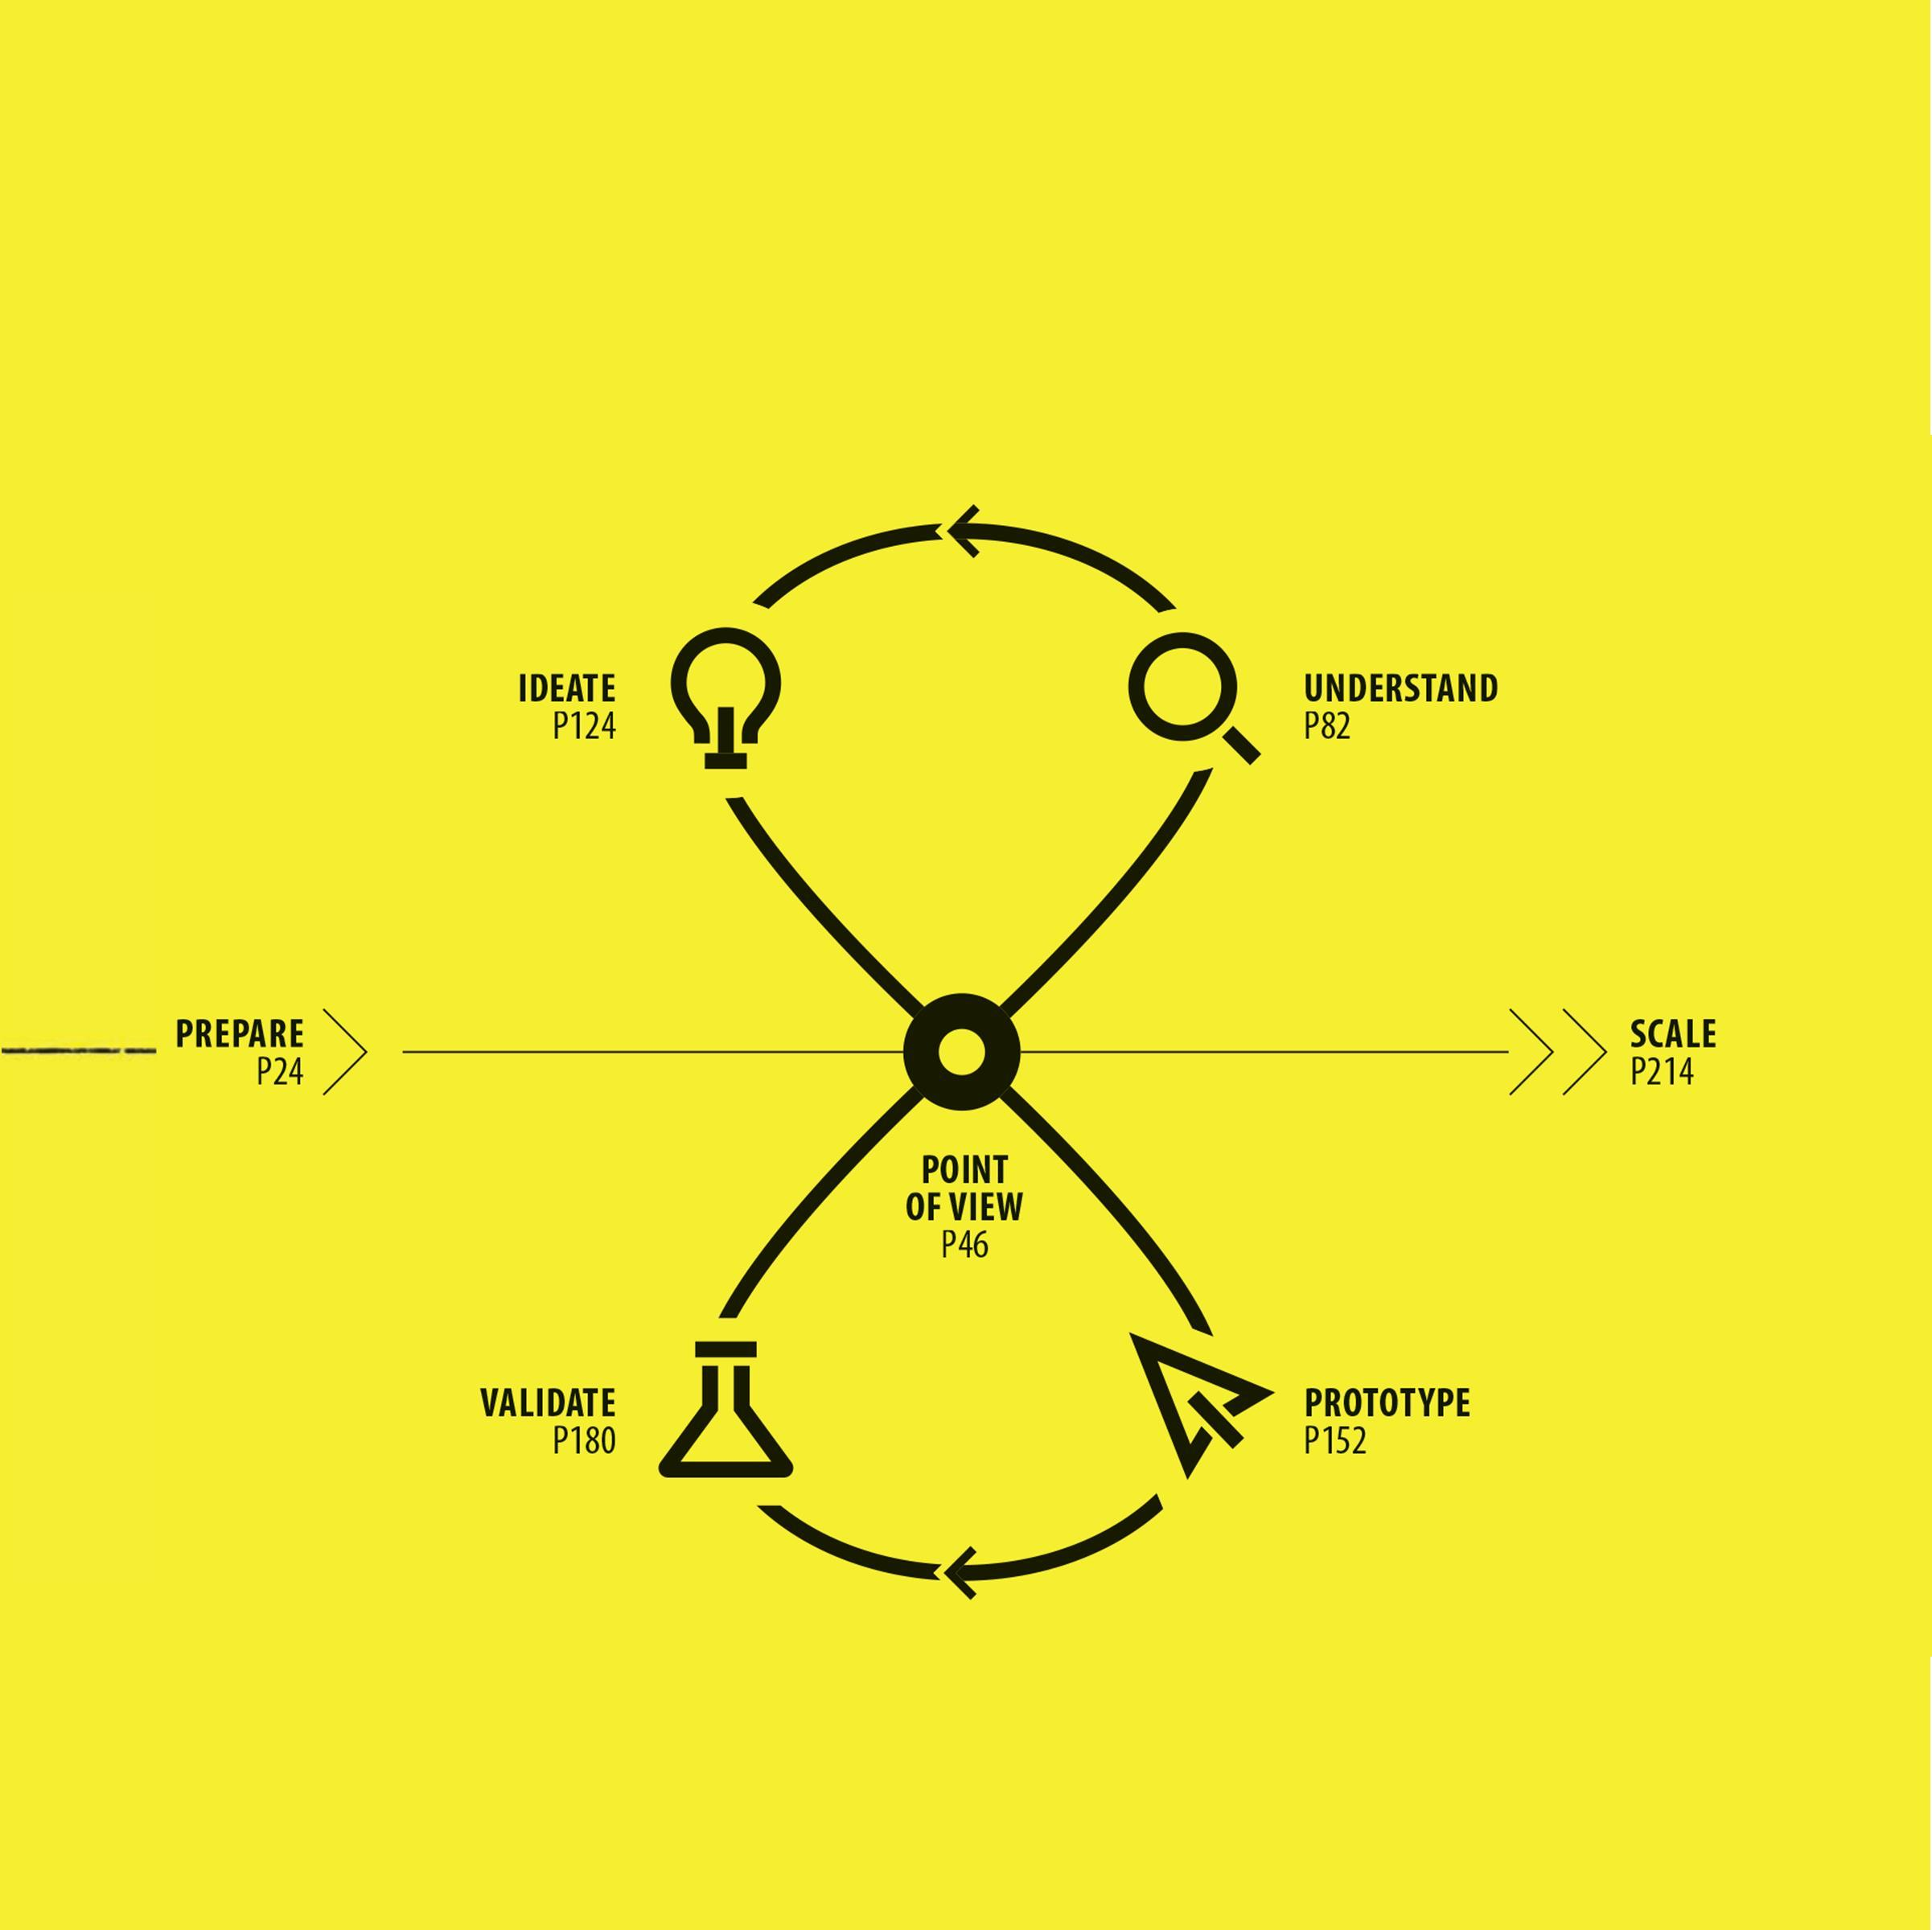 IDEATE
P124
UNDERSTAND
P82
PREPARE
P24
SCALE
P214
POINT
OF VIEW
P46
VALIDATE
P180
PROTOTYPE
P152